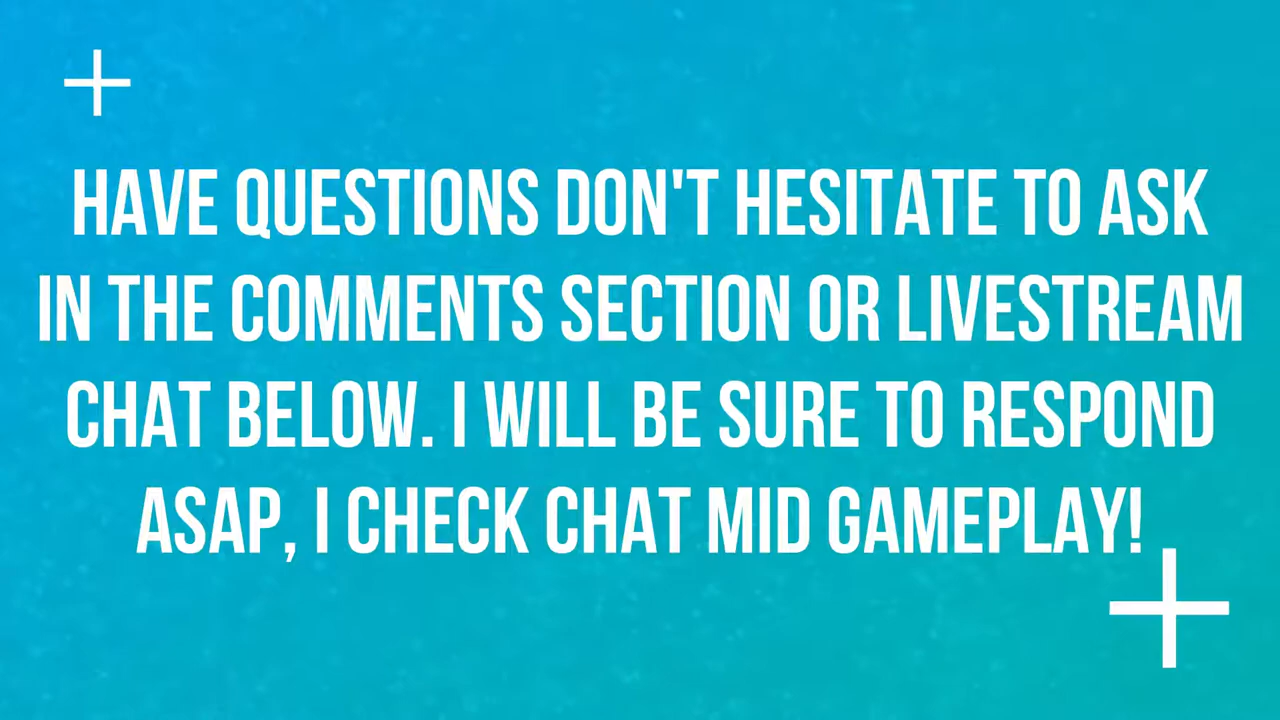 HAVE QUESTIONS DON'T HESITATE TO ASK
IN THE COMMENTS SECTION OR LIVESTREAM
CHAT BELOW. I WILL BE SURE TO RESPOND
ASAP, I CHECK CHAT MID GAMEPLAY!